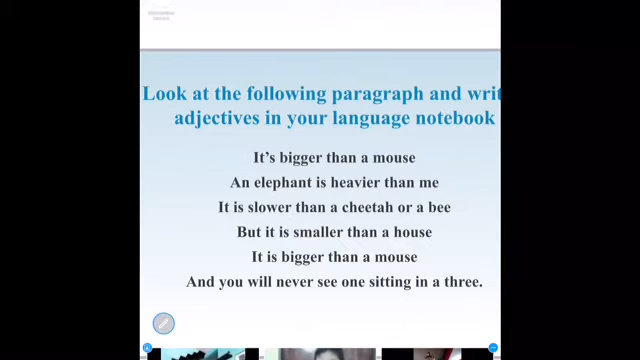 Look at the following paragraph and writ
adjectives in your language notebook
It's bigger than a mouse
An elephant is heavier than me
It is slower than a cheetah or a bee
But it is smaller than a house
It is bigger than a mouse
And you will never see one sitting in a three.